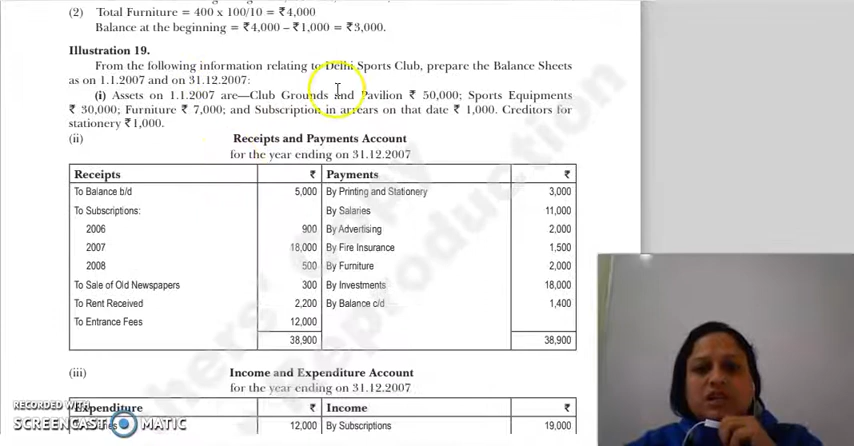 (2) Total Furniture = 400 x 100/10 = ₹4,000
Balance at the beginning = ₹4,000 – ₹1,000 = ₹3,000.
Illustration 19.
From the following information relating to Delhi Sports Club, prepare the Balance Sheets
as on 1.1.2007 and on 31.12.2007:
(i) Assets on 1.1.2007 are—Club Grounds and Pavilion ₹ 50,000; Sports Equipments
₹ 30,000; Furniture ₹ 7,000; and Subscription in arrears on that date ₹ 1,000. Creditors for
stationery ₹1,000.
(ii) Receipts and Payments Account
for the year ending on 31.12.2007
Receipts ₹ Payments ₹
To Balance b/d 5,000 By Printing and Stationery 3,000
To Subscriptions: By Salaries 11,000
2006 900 By Advertising 2,000
2007 18,000 By Fire Insurance 1,500
2008 500 By Furniture 2,000
To Sale of Old Newspapers 300 By Investments 18,000
To Rent Received 2,200 By Balance c/d 1,400
To Entrance Fees 12,000
38,900 38,900
(iii) Income and Expenditure Account
for the year ending on 31.12.2007
Expenditure ₹ Income ₹
12,000 By Subscriptions 19,000
RECORDED WITH
SCREENCAST MATIC